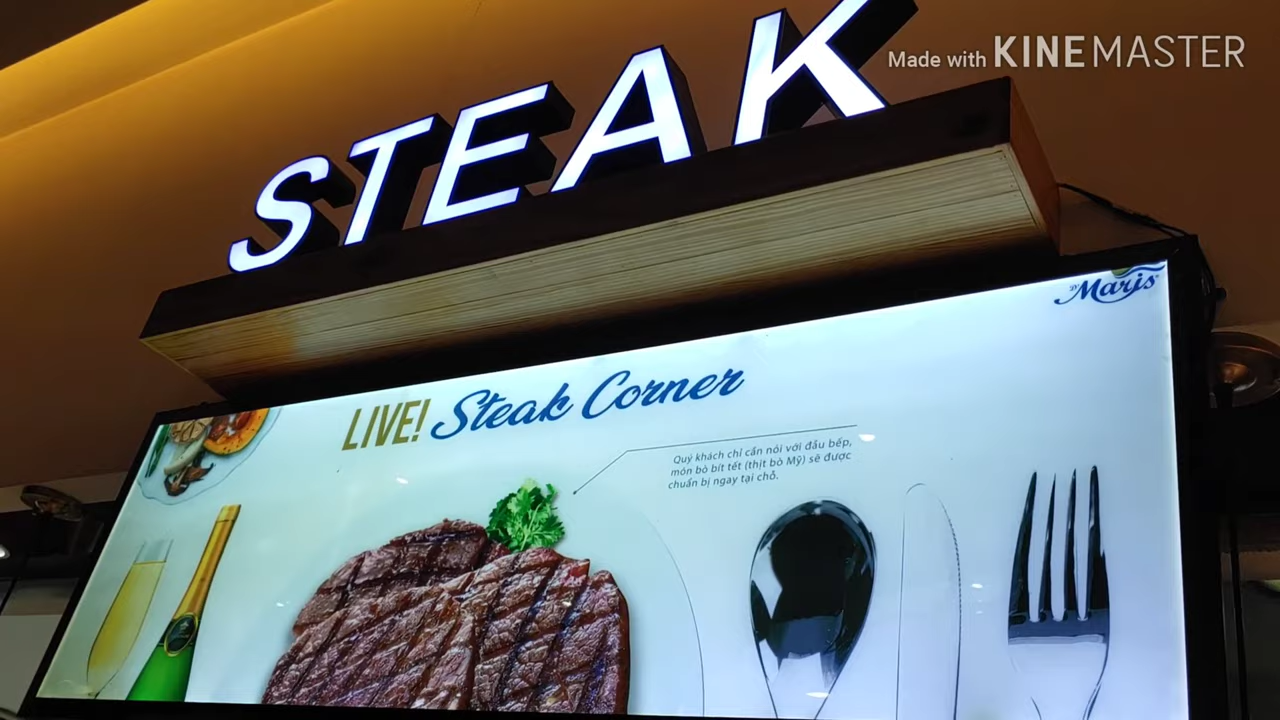 Made with KINEMASTER
STEAK
D'Maris
LIVE! Steak Corner
Quý khách chỉ cần nói với đầu bếp,
món bò bít tết (thịt bò Mỹ) sẽ được
chuẩn bị ngay tại chỗ.